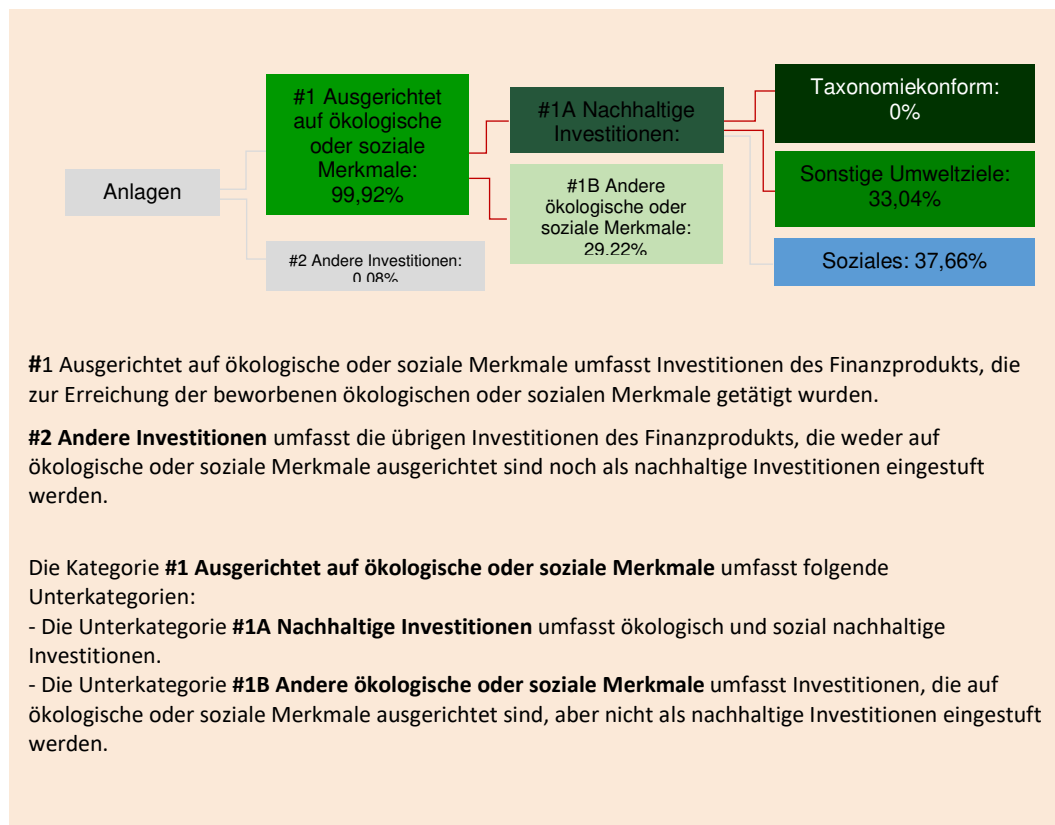 Anlagen
#1 Ausgerichtet
auf ökologische
oder soziale
Merkmale:
99,92%
#2 Andere Investitionen:
0,08%
#1A Nachhaltige
Investitionen:
#1B Andere
ökologische oder
soziale Merkmale:
29,22%
Taxonomiekonform:
0%
Sonstige Umweltziele:
33,04%
Soziales: 37,66%
#1 Ausgerichtet auf ökologische oder soziale Merkmale umfasst Investitionen des Finanzprodukts, die
zur Erreichung der beworbenen ökologischen oder sozialen Merkmale getätigt wurden.
#2 Andere Investitionen umfasst die übrigen Investitionen des Finanzprodukts, die weder auf
ökologische oder soziale Merkmale ausgerichtet sind noch als nachhaltige Investitionen eingestuft
werden.
Die Kategorie #1 Ausgerichtet auf ökologische oder soziale Merkmale umfasst folgende
Unterkategorien:
- Die Unterkategorie #1A Nachhaltige Investitionen umfasst ökologisch und sozial nachhaltige
Investitionen.
- Die Unterkategorie #1B Andere ökologische oder soziale Merkmale umfasst Investitionen, die auf
ökologische oder soziale Merkmale ausgerichtet sind, aber nicht als nachhaltige Investitionen eingestuft
werden.